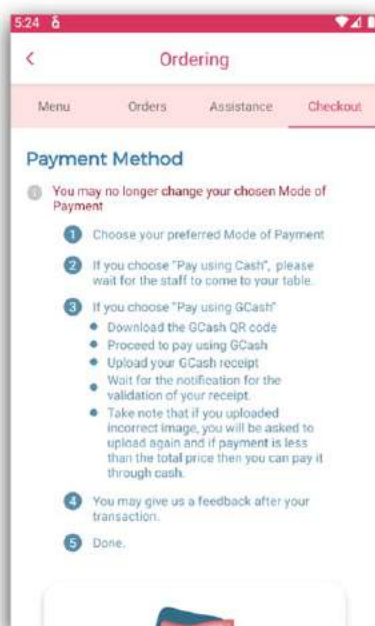 5:24
Ordering
Menu Orders Assistance Checkout
Payment Method
You may no longer change your chosen Mode of
Payment
1 Choose your preferred Mode of Payment
2 If you choose "Pay using Cash", please
wait for the staff to come to your table.
3 If you choose "Pay using GCash"
Download the GCash QR code
Proceed to pay using GCash
Upload your GCash receipt
Wait for the notification for the
validation of your receipt.
Take note that if you uploaded
incorrect image, you will be asked to
upload again and if payment is less
than the total price then you can pay it
through cash.
4 You may give us a feedback after your
transaction.
5 Done.